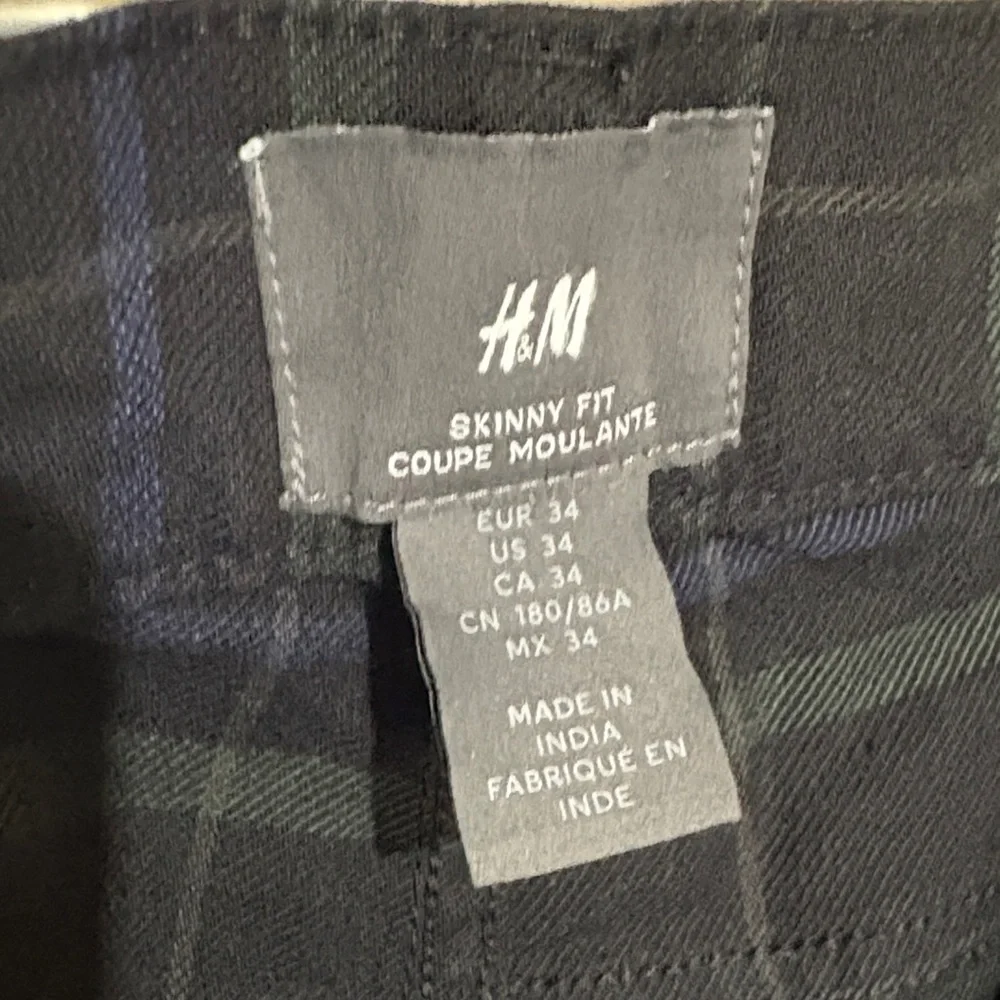 H&M
SKINNY FIT
COUPE MOULANTE
EUR 34
US 34
CA 34
CN 180/86A
MX 34
MADE IN
INDIA
FABRIQUÉ EN
INDE